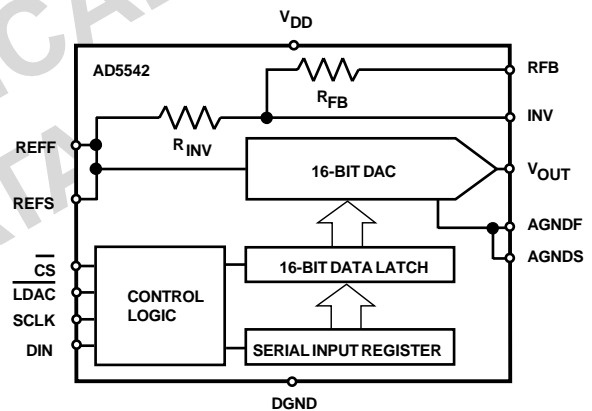 VDD
AD5542
RFB
RFB
INV
RINV
REFF
REFS
16-BIT DAC
VOUT
AGNDF
AGNDS
CS
LDAC
SCLK
DIN
CONTROL
LOGIC
16-BIT DATA LATCH
SERIAL INPUT REGISTER
DGND